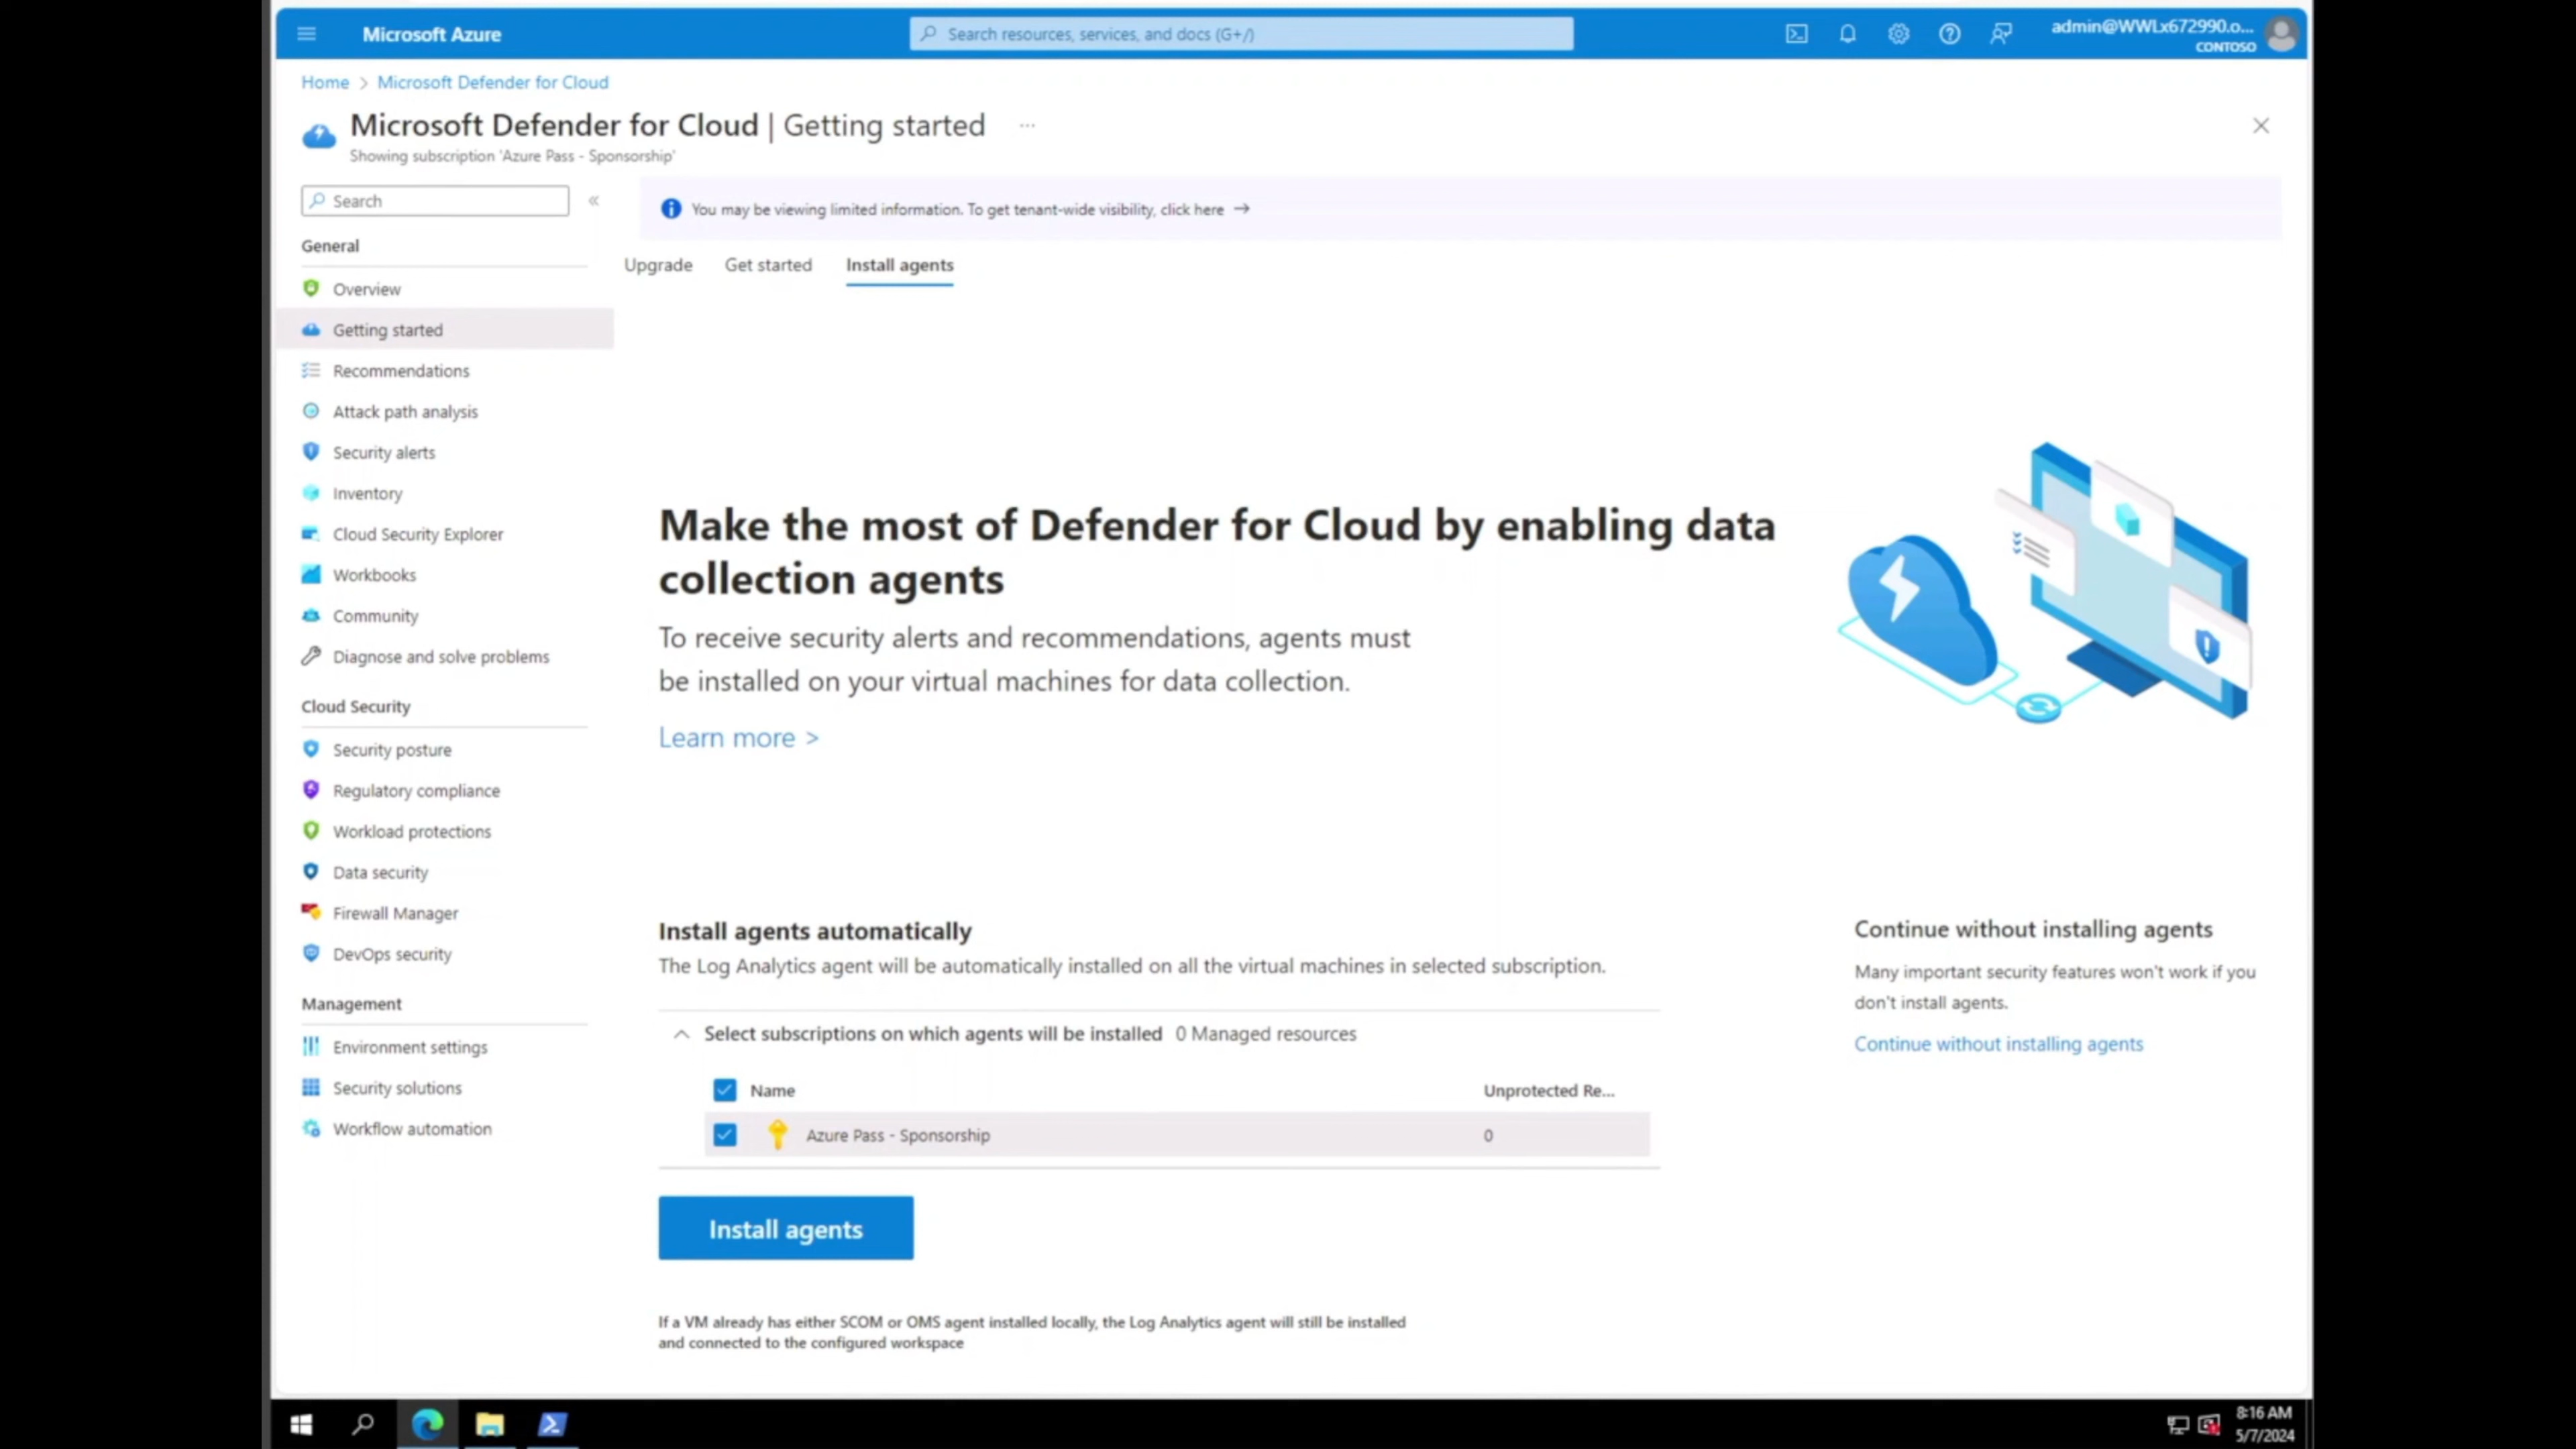 Microsoft Azure
Search resources, services, and docs (G+/)
admin@WWLx672990.o...
CONTOSO
Home > Microsoft Defender for Cloud
Microsoft Defender for Cloud | Getting started ...
Showing subscription 'Azure Pass - Sponsorship'
Search
«
General
Overview
Getting started
Recommendations
Attack path analysis
Security alerts
Inventory
Cloud Security Explorer
Workbooks
Community
Diagnose and solve problems
Cloud Security
Security posture
Regulatory compliance
Workload protections
Data security
Firewall Manager
DevOps security
Management
Environment settings
Security solutions
Workflow automation
You may be viewing limited information. To get tenant-wide visibility, click here →
Upgrade Get started Install agents
Make the most of Defender for Cloud by enabling data
collection agents
To receive security alerts and recommendations, agents must
be installed on your virtual machines for data collection.
Learn more >
Install agents automatically
The Log Analytics agent will be automatically installed on all the virtual machines in selected subscription.
Select subscriptions on which agents will be installed 0 Managed resources
Name Unprotected Re...
Azure Pass - Sponsorship 0
Install agents
If a VM already has either SCOM or OMS agent installed locally, the Log Analytics agent will still be installed
and connected to the configured workspace
Continue without installing agents
Many important security features won't work if you
don't install agents.
Continue without installing agents
8:16 AM
5/7/2024